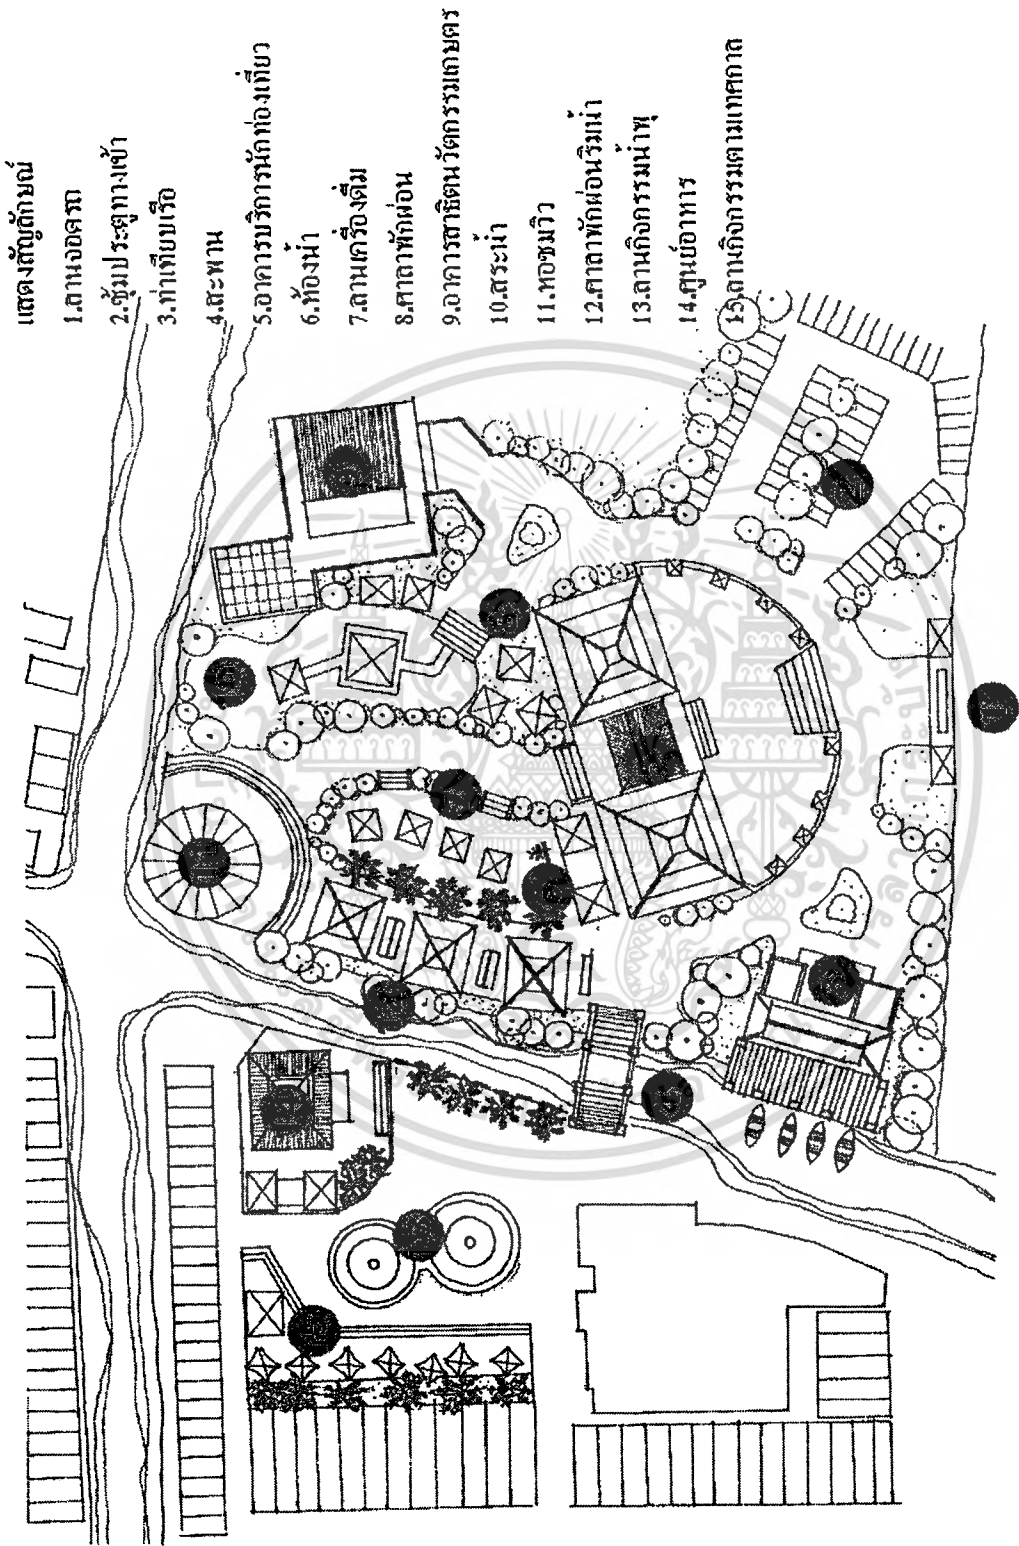 แสดงสัญลักษณ์
1.ลานจอดรถ
2.ซุ้มประตูทางเข้า
3.ท่าเทียบเรือ
4.สะพาน
5.อาคารบริการนักท่องเที่ยว
6.ห้องน้ำ
7.ลานเครื่องดื่ม
8.ศาลาพักผ่อน
9.อาคารสาธิตนวัตกรรมเกษตร
10.สระน้ำ
11.หอชมวิว
12.ศาลาพักผ่อนริมน้ำ
13.ลานกิจกรรมน้ำพุ
14.ศูนย์อาหาร
15.ลานกิจกรรมตามเทศกาล